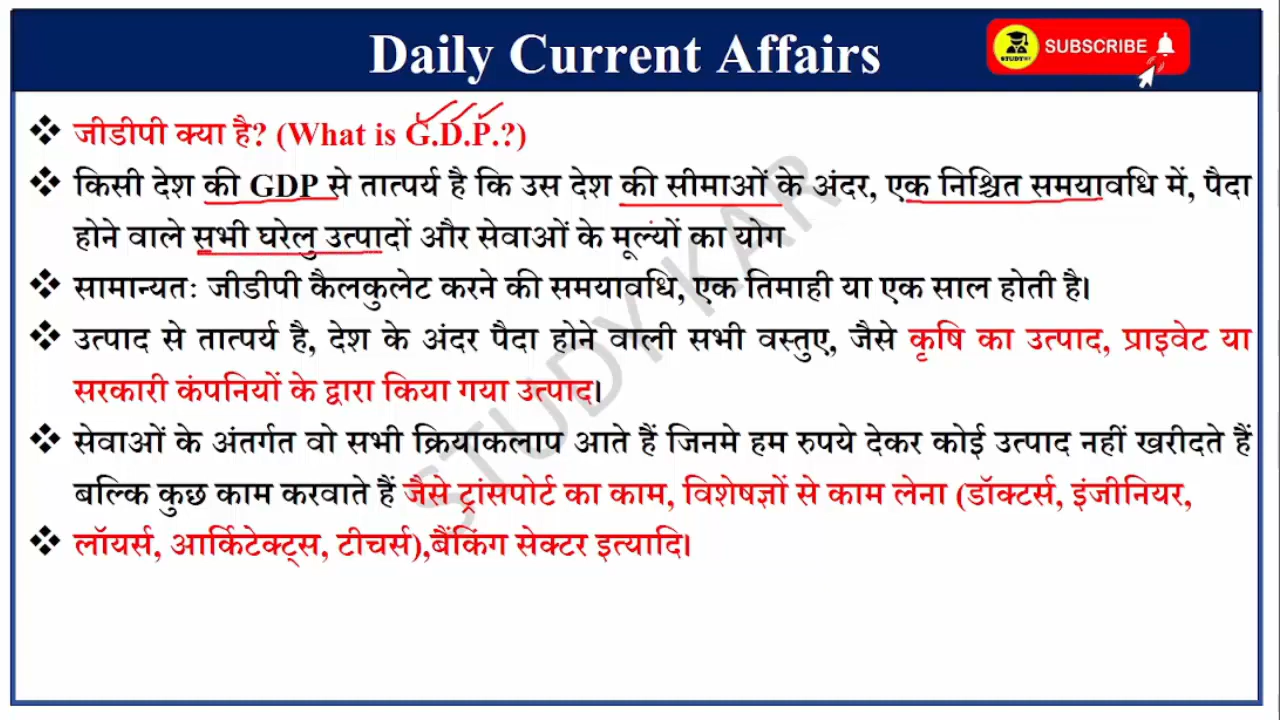 Daily Current Affairs
SUBSCRIBE
STUDY
❖ जीडीपी क्या है? (What is G.D.P.?)
❖ किसी देश की GDP से तात्पर्य है कि उस देश की सीमाओं के अंदर, एक निश्चित समयावधि में, पैदा
होने वाले सभी घरेलु उत्पादों और सेवाओं के मूल्यों का योग
❖ सामान्यतः जीडीपी कैलकुलेट करने की समयावधि, एक तिमाही या एक साल होती है।
❖ उत्पाद से तात्पर्य है, देश के अंदर पैदा होने वाली सभी वस्तुए, जैसे कृषि का उत्पाद, प्राइवेट या
सरकारी कंपनियों के द्वारा किया गया उत्पाद।
❖ सेवाओं के अंतर्गत वो सभी क्रियाकलाप आते हैं जिनमे हम रुपये देकर कोई उत्पाद नहीं खरीदते हैं
बल्कि कुछ काम करवाते हैं जैसे ट्रांसपोर्ट का काम, विशेषज्ञों से काम लेना (डॉक्टर्स, इंजीनियर,
❖ लॉयर्स, आर्किटेक्ट्स, टीचर्स),बैंकिंग सेक्टर इत्यादि।
STUDY KAR